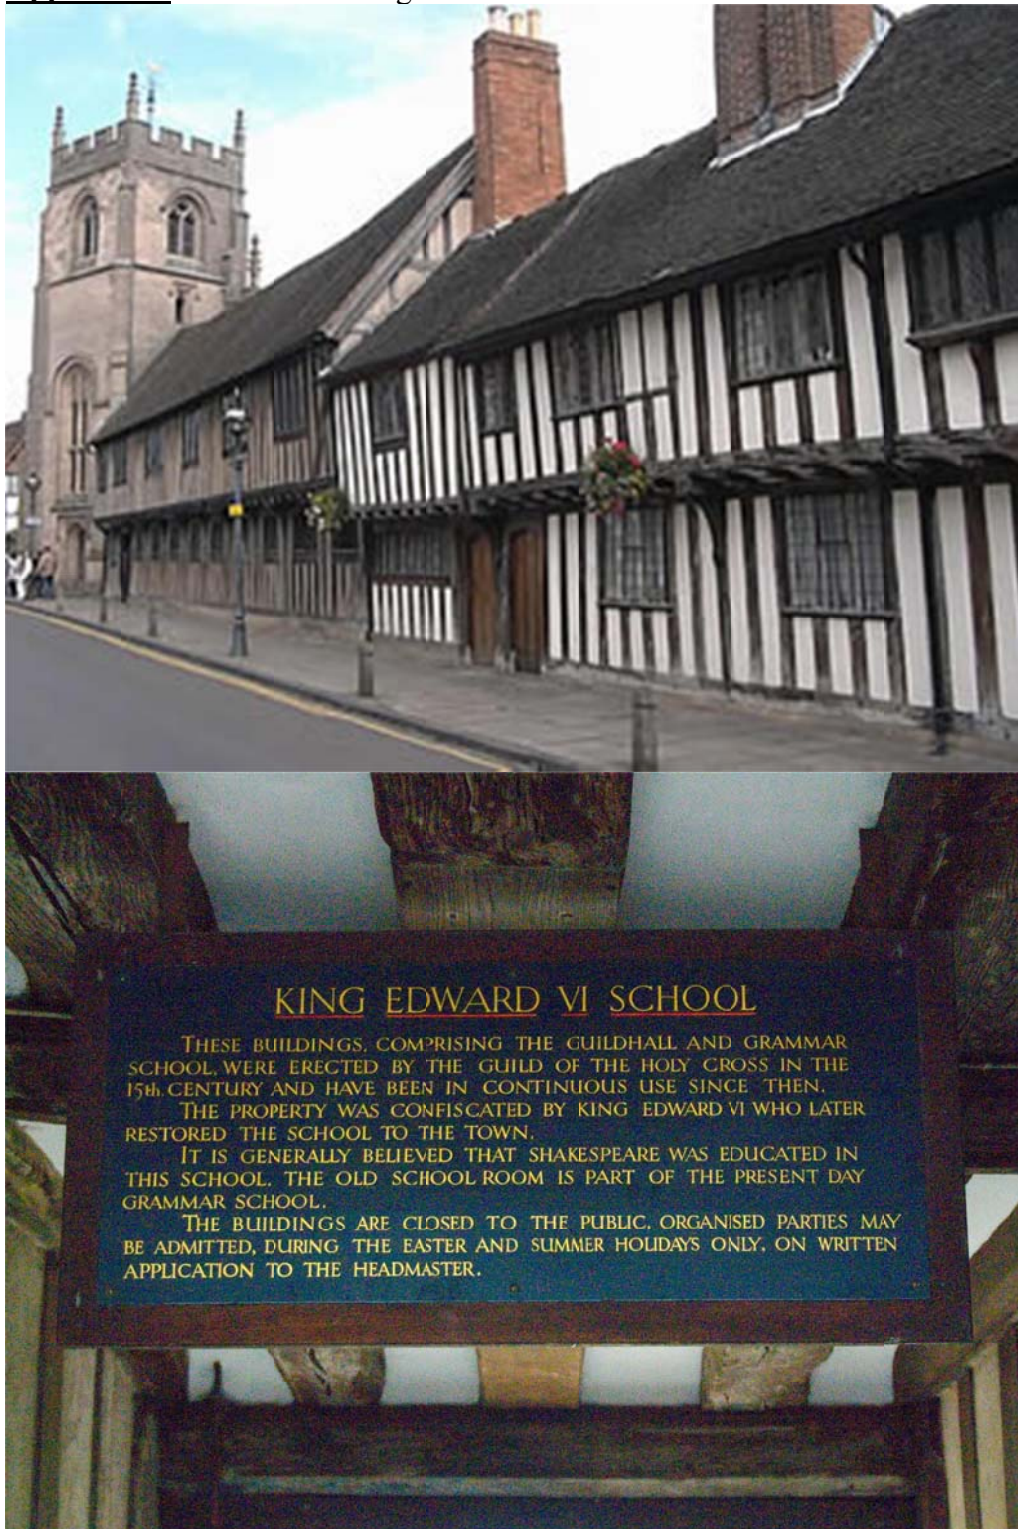 KING EDWARD VI SCHOOL
THESE BUILDINGS, COMPRISING THE GUILDHALL AND GRAMMAR
SCHOOL, WERE ERECTED BY THE GUILD OF THE HOLY CROSS IN THE
15th. CENTURY AND HAVE BEEN IN CONTINUOUS USE SINCE THEN.
THE PROPERTY WAS CONFISCATED BY KING EDWARD VI WHO LATER
RESTORED THE SCHOOL TO THE TOWN.
IT IS GENERALLY BELIEVED THAT SHAKESPEARE WAS EDUCATED IN
THIS SCHOOL. THE OLD SCHOOL ROOM IS PART OF THE PRESENT DAY
GRAMMAR SCHOOL.
THE BUILDINGS ARE CLOSED TO THE PUBLIC. ORGANISED PARTIES MAY
BE ADMITTED, DURING THE EASTER AND SUMMER HOLIDAYS ONLY, ON WRITTEN
APPLICATION TO THE HEADMASTER.